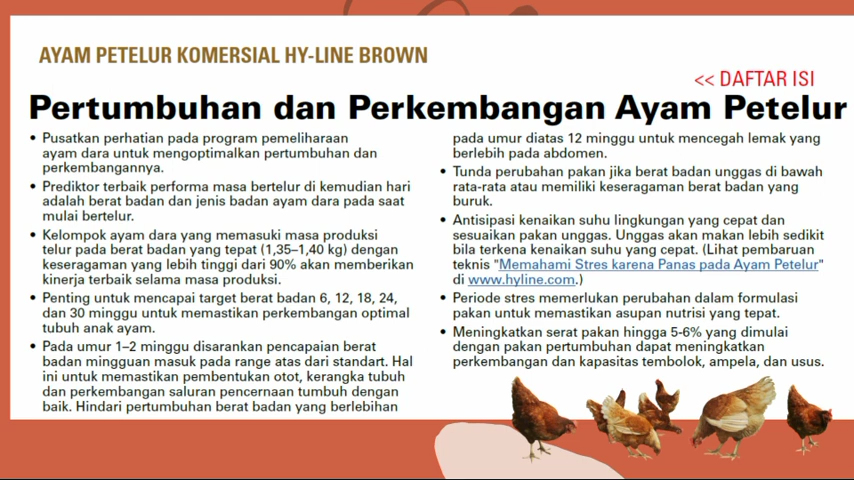 AYAM PETELUR KOMERSIAL HY-LINE BROWN
<< DAFTAR ISI
Pertumbuhan dan Perkembangan Ayam Petelur
• Pusatkan perhatian pada program pemeliharaan
ayam dara untuk mengoptimalkan pertumbuhan dan
perkembangannya.
• Prediktor terbaik performa masa bertelur di kemudian hari
adalah berat badan dan jenis badan ayam dara pada saat
mulai bertelur.
• Kelompok ayam dara yang memasuki masa produksi
telur pada berat badan yang tepat (1,35–1,40 kg) dengan
keseragaman yang lebih tinggi dari 90% akan memberikan
kinerja terbaik selama masa produksi.
• Penting untuk mencapai target berat badan 6, 12, 18, 24,
dan 30 minggu untuk memastikan perkembangan optimal
tubuh anak ayam.
• Pada umur 1–2 minggu disarankan pencapaian berat
badan mingguan masuk pada range atas dari standart. Hal
ini untuk memastikan pembentukan otot, kerangka tubuh
dan perkembangan saluran pencernaan tumbuh dengan
baik. Hindari pertumbuhan berat badan yang berlebihan
pada umur diatas 12 minggu untuk mencegah lemak yang
berlebih pada abdomen.
• Tunda perubahan pakan jika berat badan unggas di bawah
rata-rata atau memiliki keseragaman berat badan yang
buruk.
• Antisipasi kenaikan suhu lingkungan yang cepat dan
sesuaikan pakan unggas. Unggas akan makan lebih sedikit
bila terkena kenaikan suhu yang cepat. (Lihat pembaruan
teknis "Memahami Stres karena Panas pada Ayam Petelur"
di www.hyline.com.)
• Periode stres memerlukan perubahan dalam formulasi
pakan untuk memastikan asupan nutrisi yang tepat.
• Meningkatkan serat pakan hingga 5-6% yang dimulai
dengan pakan pertumbuhan dapat meningkatkan
perkembangan dan kapasitas tembolok, ampela, dan usus.